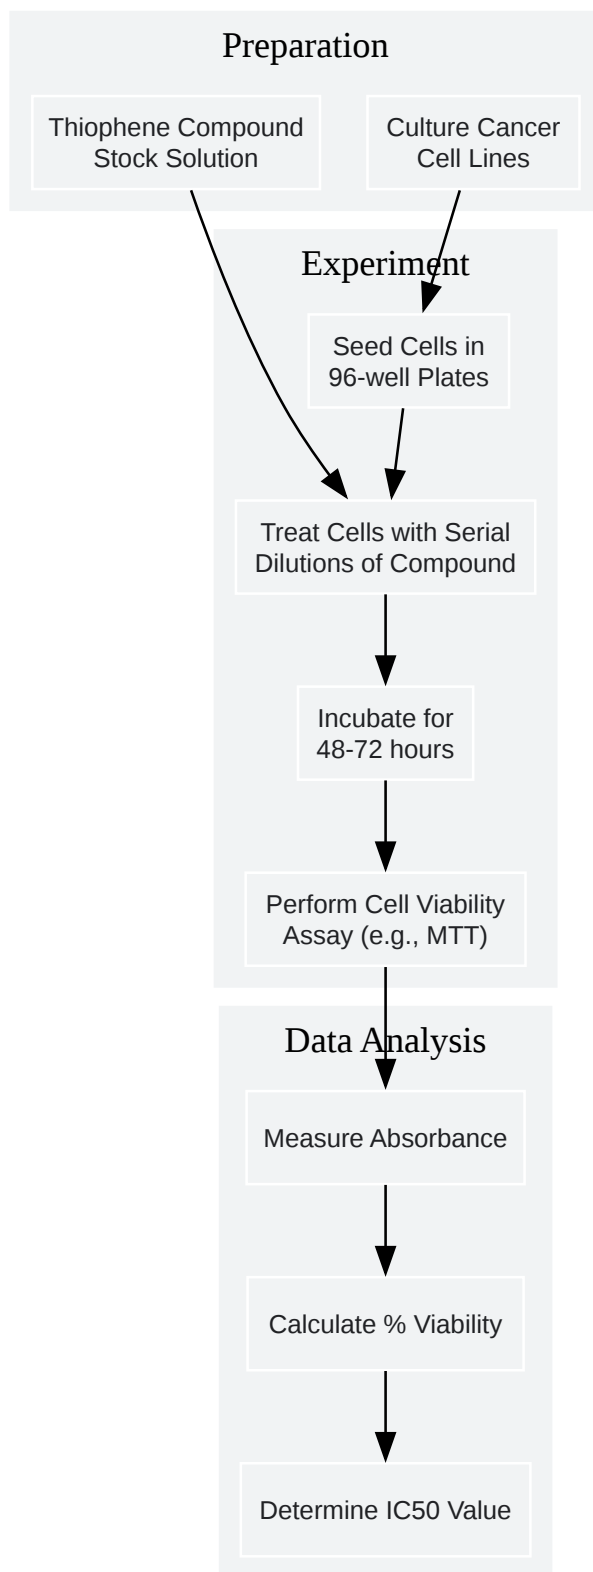 Preparation
Thiophene Compound
Stock Solution
Culture Cancer
Cell Lines
Experiment
Seed Cells in
96-well Plates
Treat Cells with Serial
Dilutions of Compound
Incubate for
48-72 hours
Perform Cell Viability
Assay (e.g., MTT)
Data Analysis
Measure Absorbance
Calculate % Viability
Determine IC50 Value